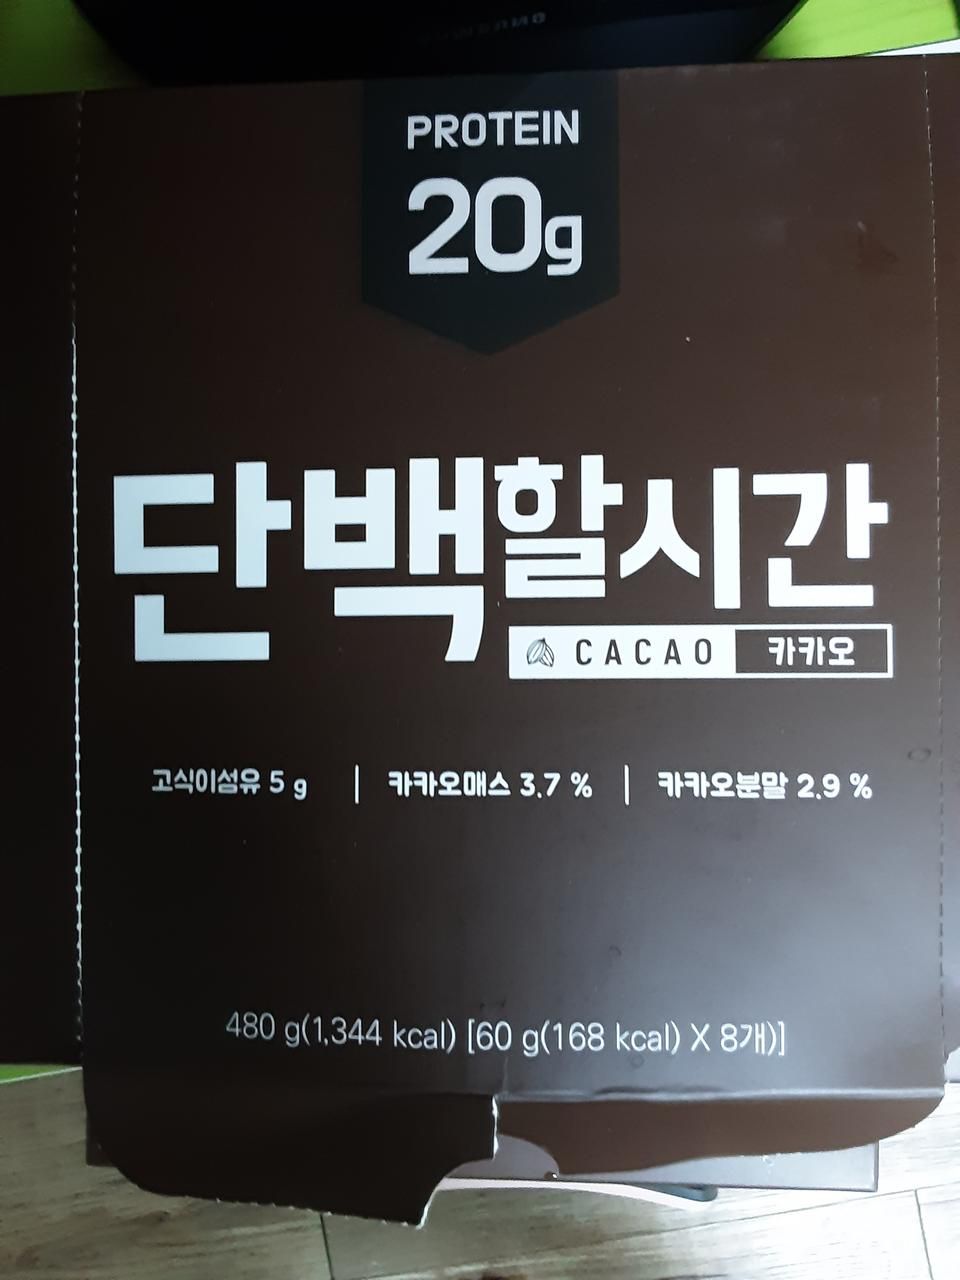 PROTEIN
20g
단백할시간
CACAO 카카오
고식이섬유 5 g | 카카오매스 3.7 % | 카카오분말 2.9 %
480 g(1,344 kcal) [60 g(168 kcal) X 8개)]